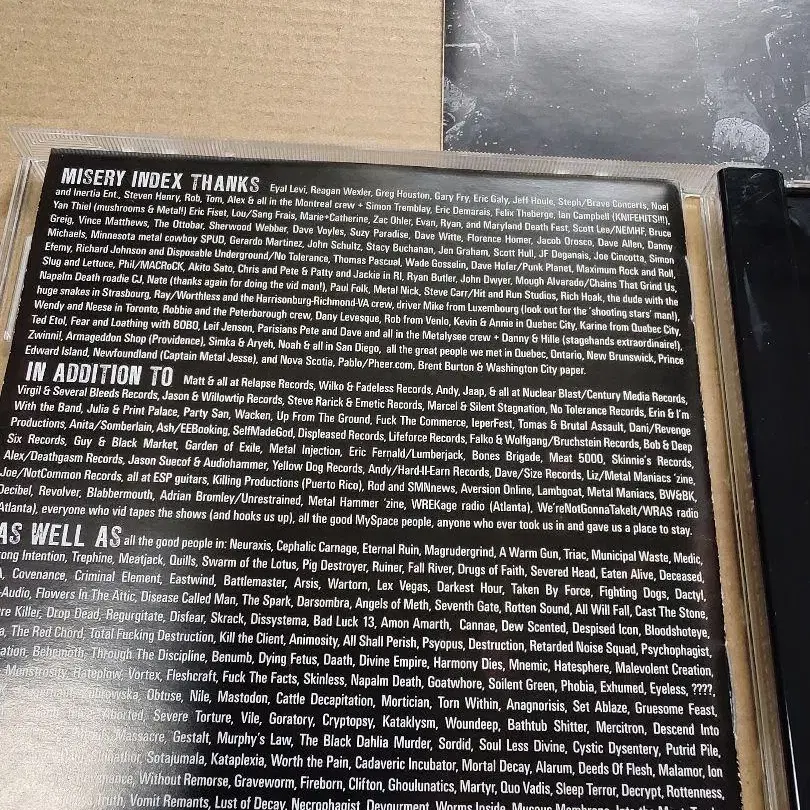 MISERY INDEX THANKS Eyal Levi, Reagan Wexler, Greg Houston, Gary Fry, Eric Galy, Jeff Houle, Steph/Bravo Concerts, Noel
and Inertia Ent., Steven Henry, Rob, Tom, Alex & all in the Montreal crew + Simon Tremblay, Eric Demarais, Felix Theberge, Ian Campbell (KNIFEHITS!!!),
Yan Thiel (mushrooms & Metal!) Eric Fiset, Lou/Sang Frais, Marie+Catherine, Zac Ohler, Evan, Ryan, and Maryland Death Fest, Scott Lee/NEMHF, Bruce
Greig, Vince Matthews, The Ottobar, Sherwood Webber, Dave Voyles, Suzy Paradise, Dave Witte, Florence Homer, Jacob Orosco, Dave Allen, Danny
Michaels, Minnesota metal cowboy SPUD, Gerardo Martinez, John Schultz, Stacy Buchanan, Jen Graham, Scott Hull, JF Dagenais, Joe Cincotta, Simon
Efemy, Richard Johnson and Disposable Underground/No Tolerance, Thomas Pascual, Wade Gosselin, Dave Hofer/Punk Planet, Maximum Rock and Roll,
Slug and Lettuce, Phil/MACRoCK, Akito Sato, Chris and Pete & Patty and Jackie in RI, Ryan Butler, John Dwyer, Mough Alvarado/Chains That Grind Us,
Napalm Death roadie CJ, Nate (thanks again for doing the vid man!), Paul Folk, Metal Nick, Steve Carr/Hit and Run Studios, Rich Hoak, the dude with the
huge snakes in Strasbourg, Ray/Worthless and the Harrisonburg-Richmond-VA crew, driver Mike from Luxembourg (look out for the 'shooting stars' man!),
Wendy and Neese in Toronto, Robbie and the Peterborough crew, Dany Levesque, Rob from Venlo, Kevin & Annie in Quebec City, Karine from Quebec City,
Ted Etol, Fear and Loathing with BOBO, Leif Jenson, Parisians Pete and Dave and all in the Metalysee crew + Danny & Hille (stagehands extraordinaire!),
Zwinnil, Armageddon Shop (Providence), Simka & Aryeh, Noah & all in San Diego, all the great people we met in Quebec, Ontario, New Brunswick, Prince
Edward Island, Newfoundland (Captain Metal Jesse), and Nova Scotia, Pablo/Pheer.com, Brent Burton & Washington City paper.
IN ADDITION TO Matt & all at Relapse Records, Wilko & Fadeless Records, Andy, Jaap, & all at Nuclear Blast/Century Media Records,
Virgil & Several Bleeds Records, Jason & Willowtip Records, Steve Rarick & Emetic Records, Marcel & Silent Stagnation, No Tolerance Records, Erin & I'm
With the Band, Julia & Print Palace, Party San, Wacken, Up From The Ground, Fuck The Commerce, IeperFest, Tomas & Brutal Assault, Dani/Revenge
Productions, Anita/Somberlain, Ash/EEBooking, SelfMadeGod, Displeased Records, Lifeforce Records, Falko & Wolfgang/Bruchstein Records, Bob & Deep
Six Records, Guy & Black Market, Garden of Exile, Metal Injection, Eric Fernald/Lumberjack, Bones Brigade, Meat 5000, Skinnie's Records,
Alex/Deathgasm Records, Jason Suecof & Audiohammer, Yellow Dog Records, Andy/Hard-II-Earn Records, Dave/Size Records, Liz/Metal Maniacs 'zine,
Joe/NotCommon Records, all at ESP guitars, Killing Productions (Puerto Rico), Rod and SMNnews, Aversion Online, Lambgoat, Metal Maniacs, BW&BK,
Decibel, Revolver, Blabbermouth, Adrian Bromley/Unrestrained, Metal Hammer 'zine, WREKage radio (Atlanta), We'reNotGonnaTakeIt/WRAS radio
Atlanta), everyone who vid tapes the shows (and hooks us up), all the good MySpace people, anyone who ever took us in and gave us a place to stay.
AS WELL AS all the good people in: Neuraxis, Cephalic Carnage, Eternal Ruin, Magrudergrind, A Warm Gun, Triac, Municipal Waste, Medic,
rong Intention, Trephine, Meatjack, Quills, Swarm of the Lotus, Pig Destroyer, Ruiner, Fall River, Drugs of Faith, Severed Head, Eaten Alive, Deceased,
Covenance, Criminal Element, Eastwind, Battlemaster, Arsis, Wartorn, Lex Vegas, Darkest Hour, Taken By Force, Fighting Dogs, Dactyl,
-Audio, Flowers In The Attic, Disease Called Man, The Spark, Darsombra, Angels of Meth, Seventh Gate, Rotten Sound, All Will Fall, Cast The Stone,
re Killer, Drop Dead, Regurgitate, Disfear, Skrack, Dissystema, Bad Luck 13, Amon Amarth, Cannae, Dew Scented, Despised Icon, Bloodshoteye,
a, The Red Chord, Total Fucking Destruction, Kill the Client, Animosity, All Shall Perish, Psyopus, Destruction, Retarded Noise Squad, Psychophagist,
ation, Behemoth, Through The Discipline, Benumb, Dying Fetus, Daath, Divine Empire, Harmony Dies, Mnemic, Hatesphere, Malevolent Creation,
Monstrosity, Hateplow, Vortex, Fleshcraft, Fuck The Facts, Skinless, Napalm Death, Goatwhore, Soilent Green, Phobia, Exhumed, Eyeless, ????,
Obtuse, Nile, Mastodon, Cattle Decapitation, Mortician, Torn Within, Anagnorisis, Set Ablaze, Gruesome Feast,
Aborted, Severe Torture, Vile, Goratory, Cryptopsy, Kataklysm, Woundeep, Bathtub Shitter, Mercitron, Descend Into
Massacre, Gestalt, Murphy's Law, The Black Dahlia Murder, Sordid, Soul Less Divine, Cystic Dysentery, Putrid Pile,
Sotajumala, Kataplexia, Worth the Pain, Cadaveric Incubator, Mortal Decay, Alarum, Deeds Of Flesh, Malamor, Ion
Without Remorse, Graveworm, Fireborn, Clifton, Ghoulunatics, Martyr, Quo Vadis, Sleep Terror, Decrypt, Rottenness,
Truth, Vomit Remants, Lust of Decay, Necrophagist, Devourment, Worms Inside,